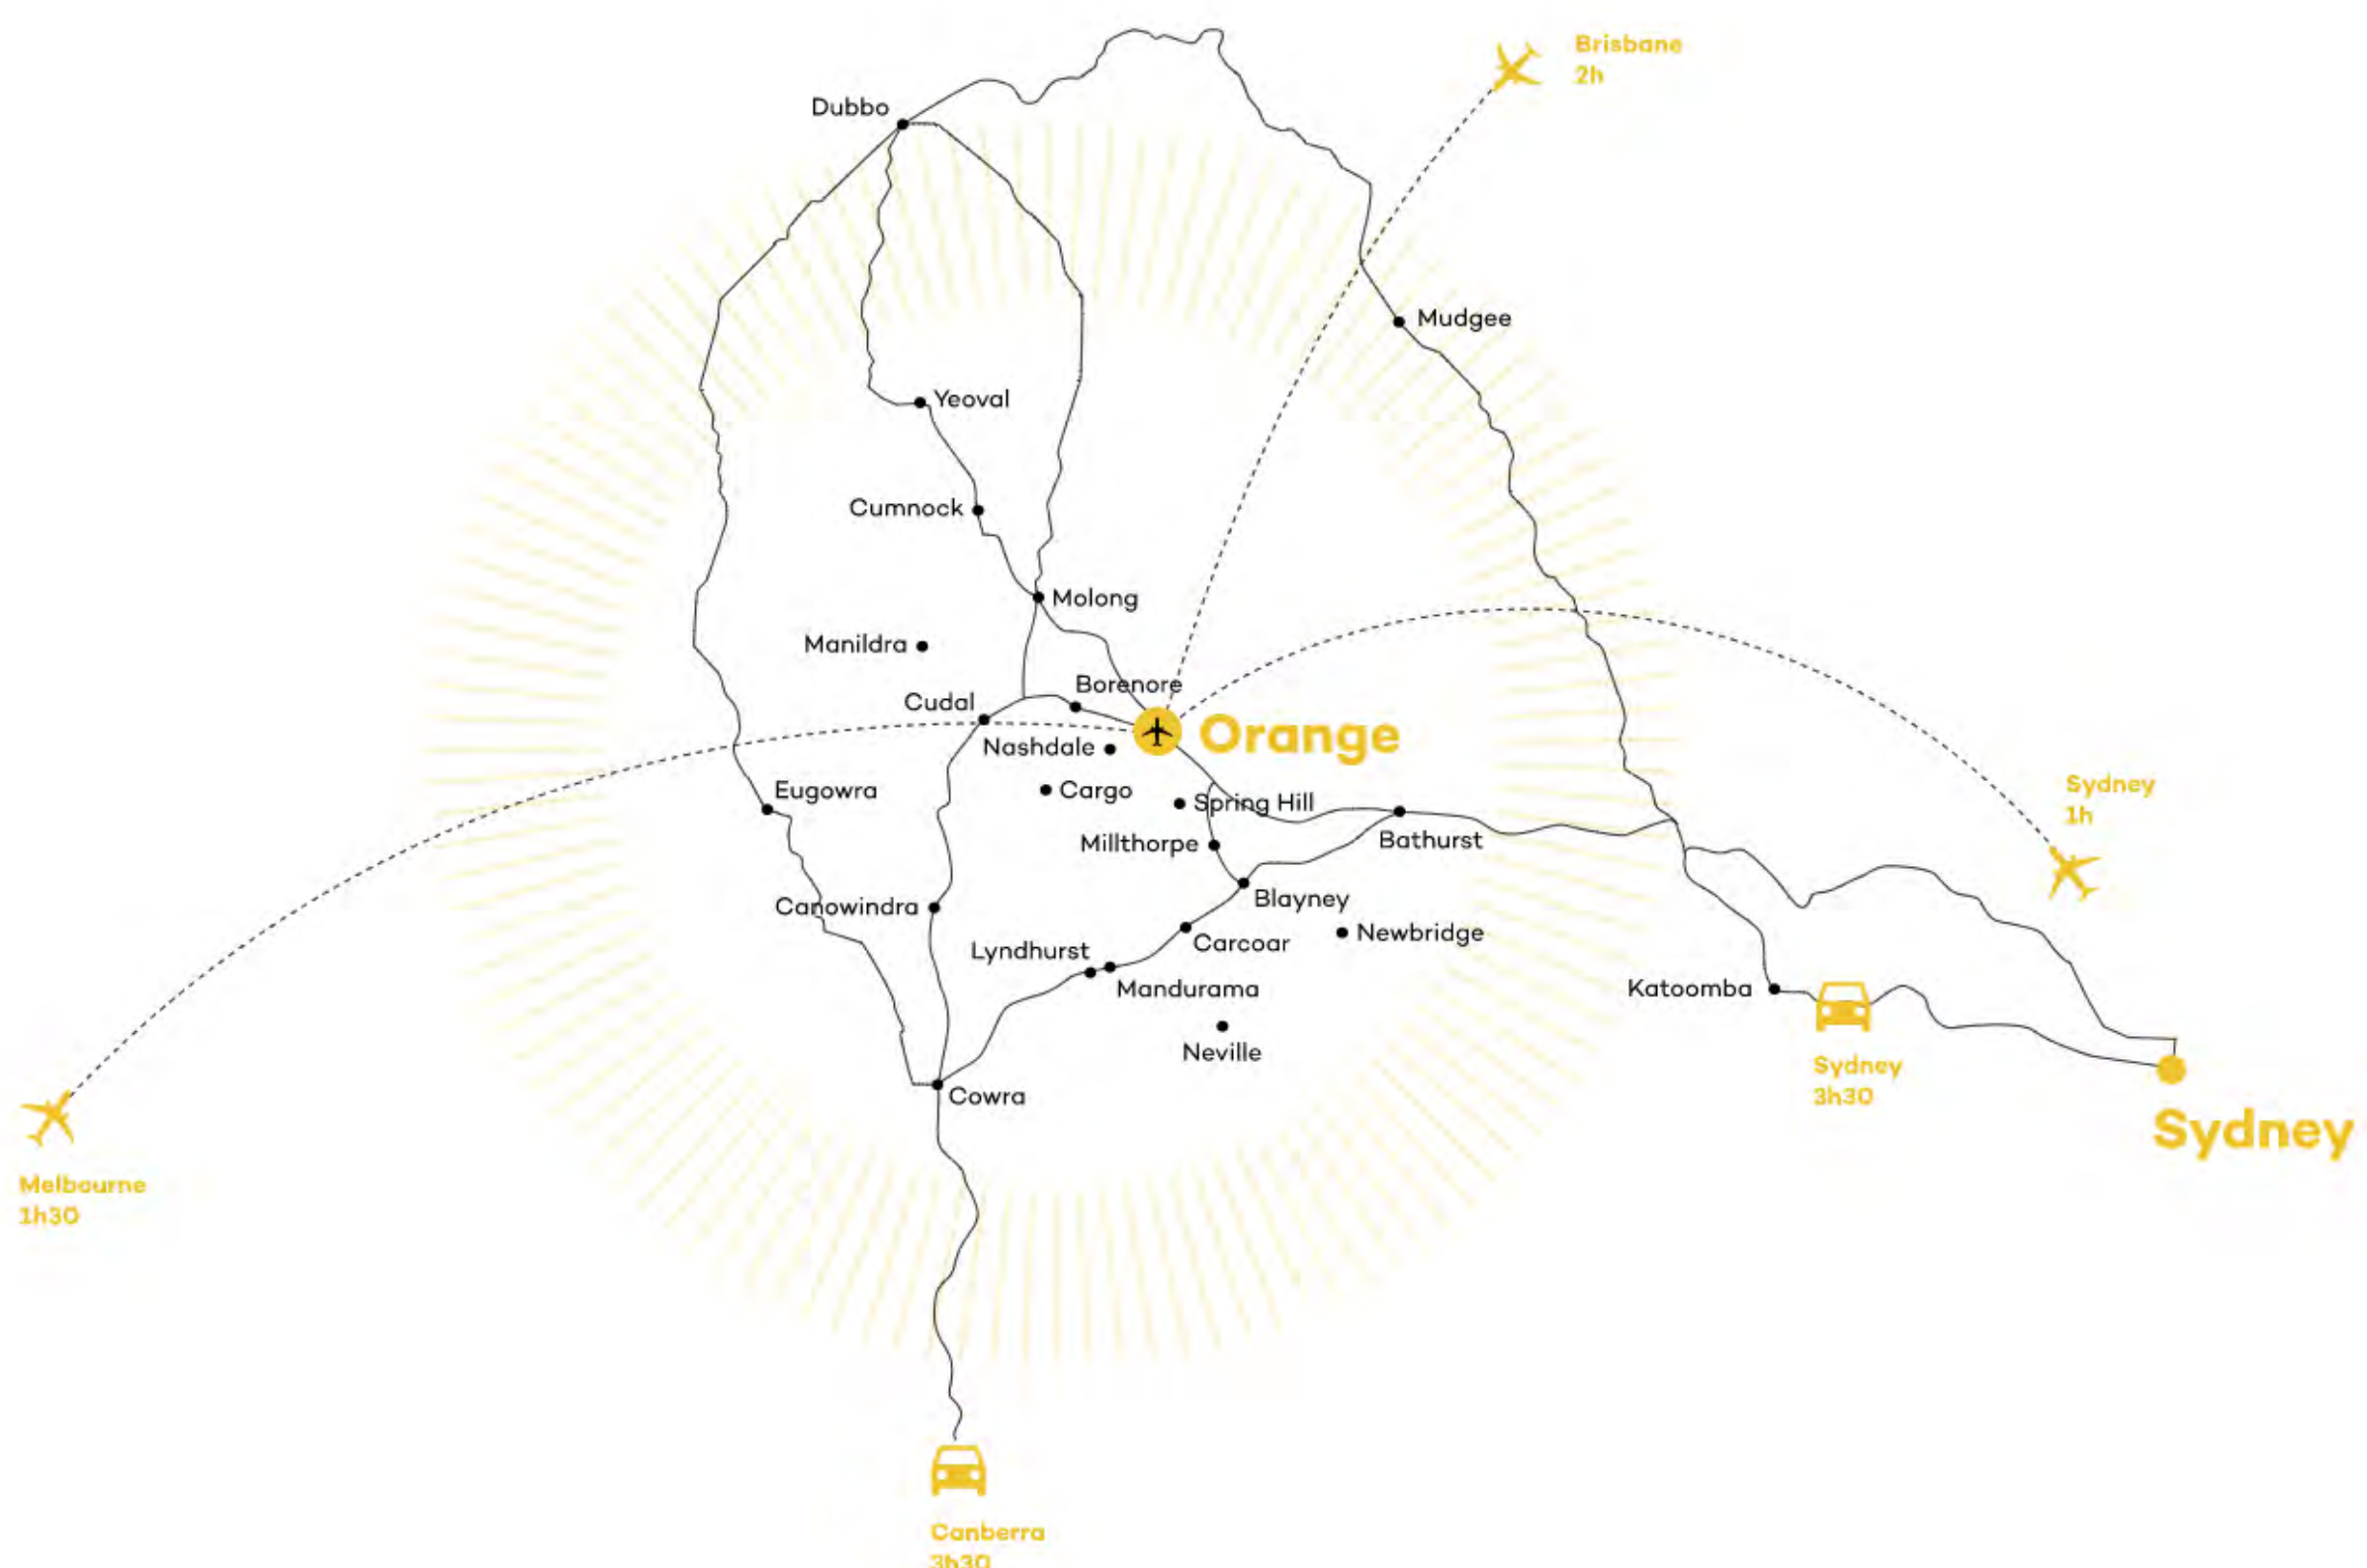 Brisbane
2h
Dubbo
Mudgee
Yeoval
Cumnock
Molong
Manildra
Borenore
Cudal
Orange
Nashdale
Sydney
1h
Eugowra
Cargo
Spring Hill
Millthorpe
Bathurst
Blayney
Canowindra
Newbridge
Carcoar
Lyndhurst
Mandurama
Katoomba
Neville
Sydney
3h30
Cowra
Sydney
Melbourne
1h30
Canberra
3h30